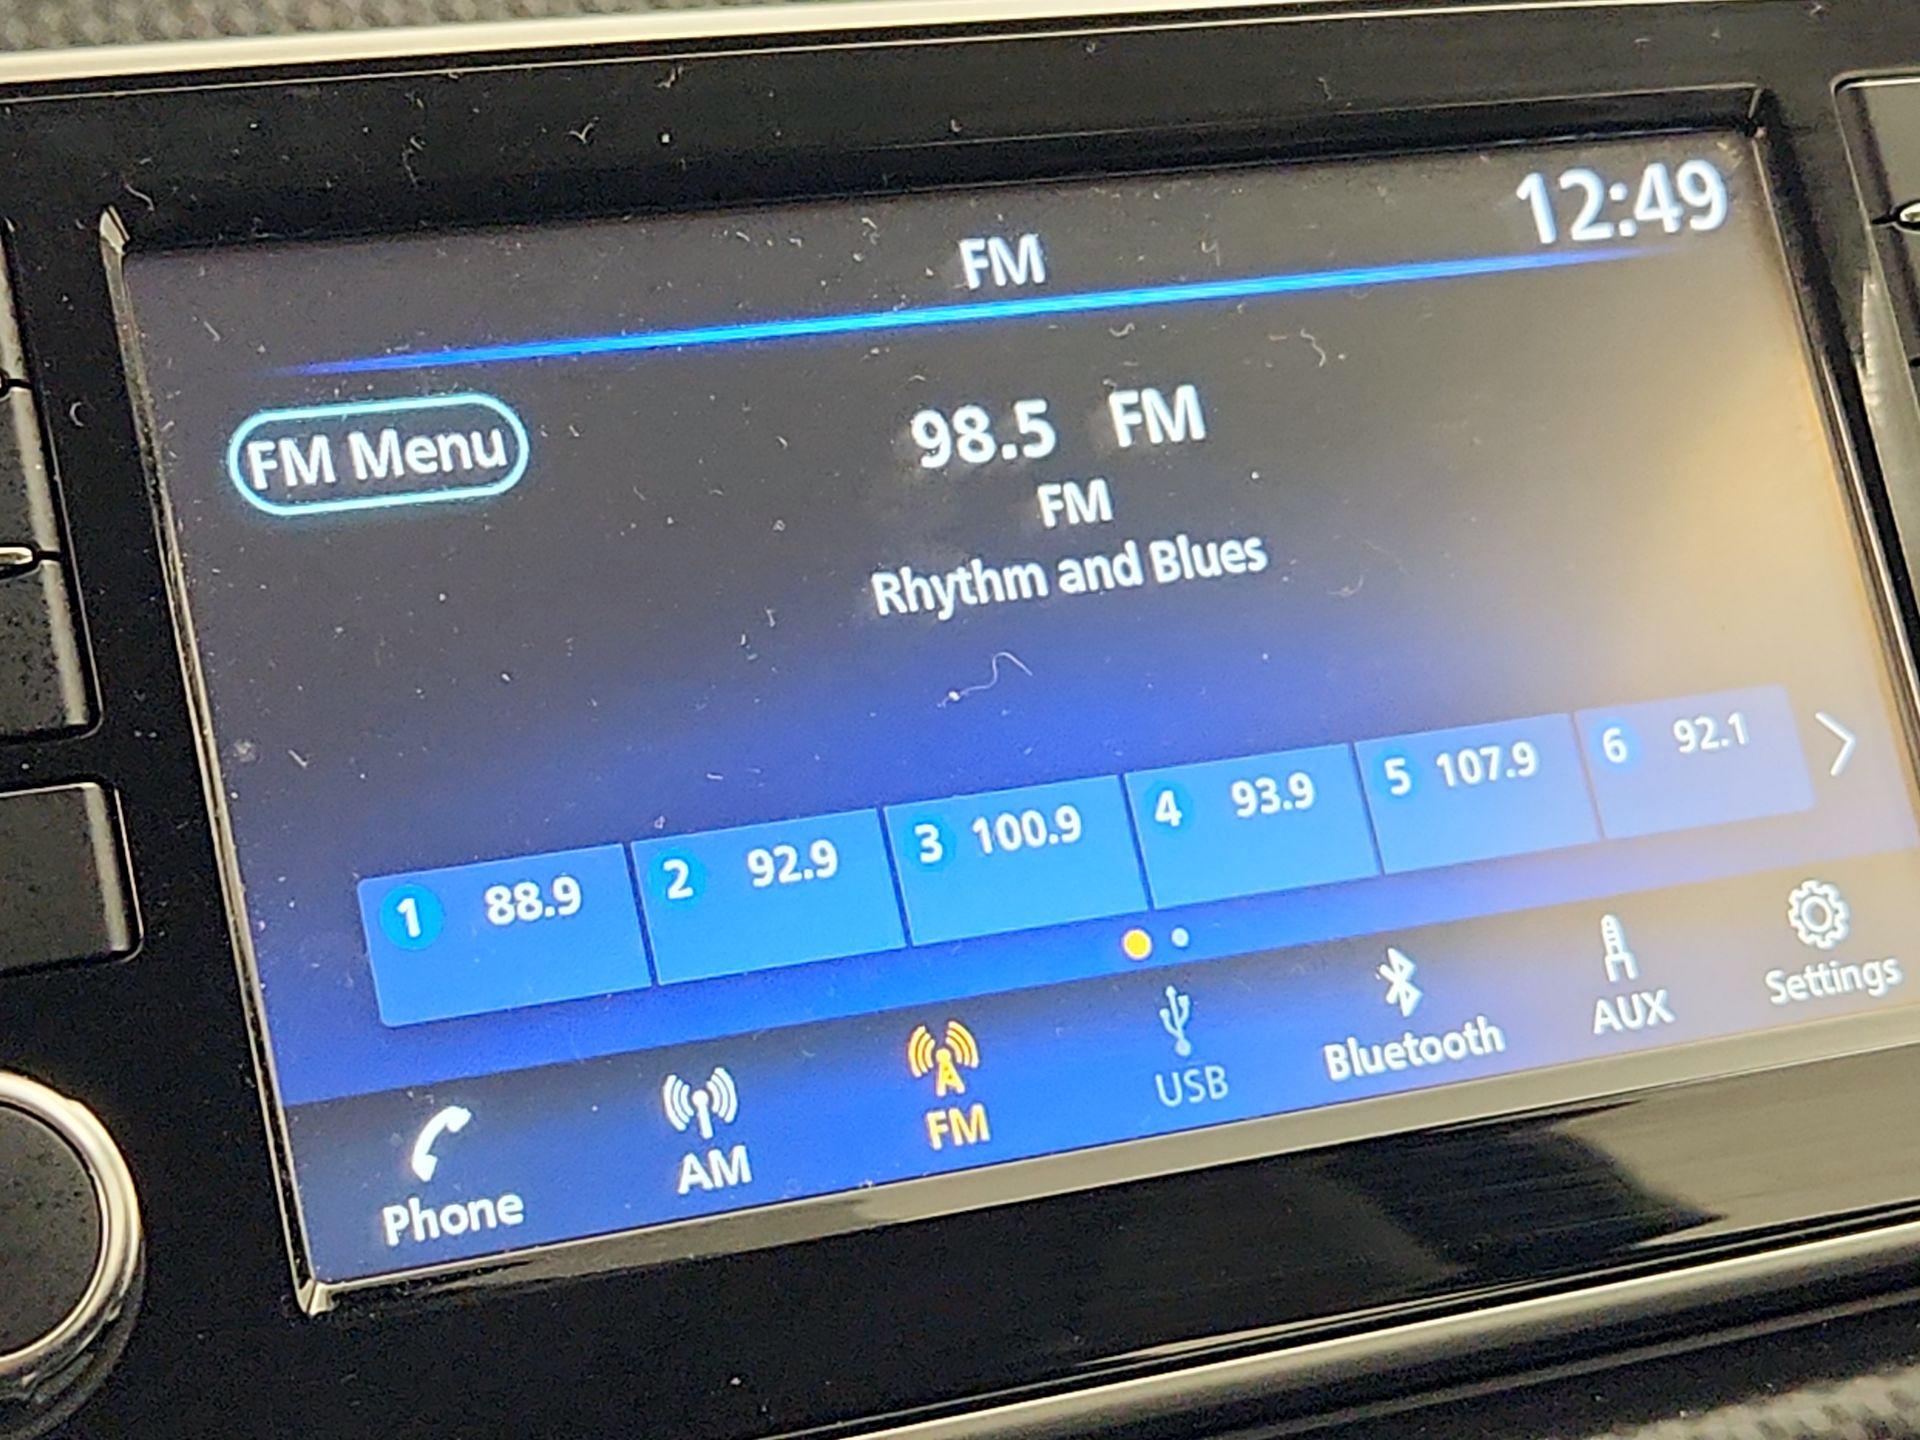 12:49
FM
FM Menu
98.5 FM
FM
Rhythm and Blues
1 88.9
2 92.9
3 100.9
4 93.9
5 107.9
6 92.1
Phone
AM
FM
USB
Bluetooth
AUX
Settings